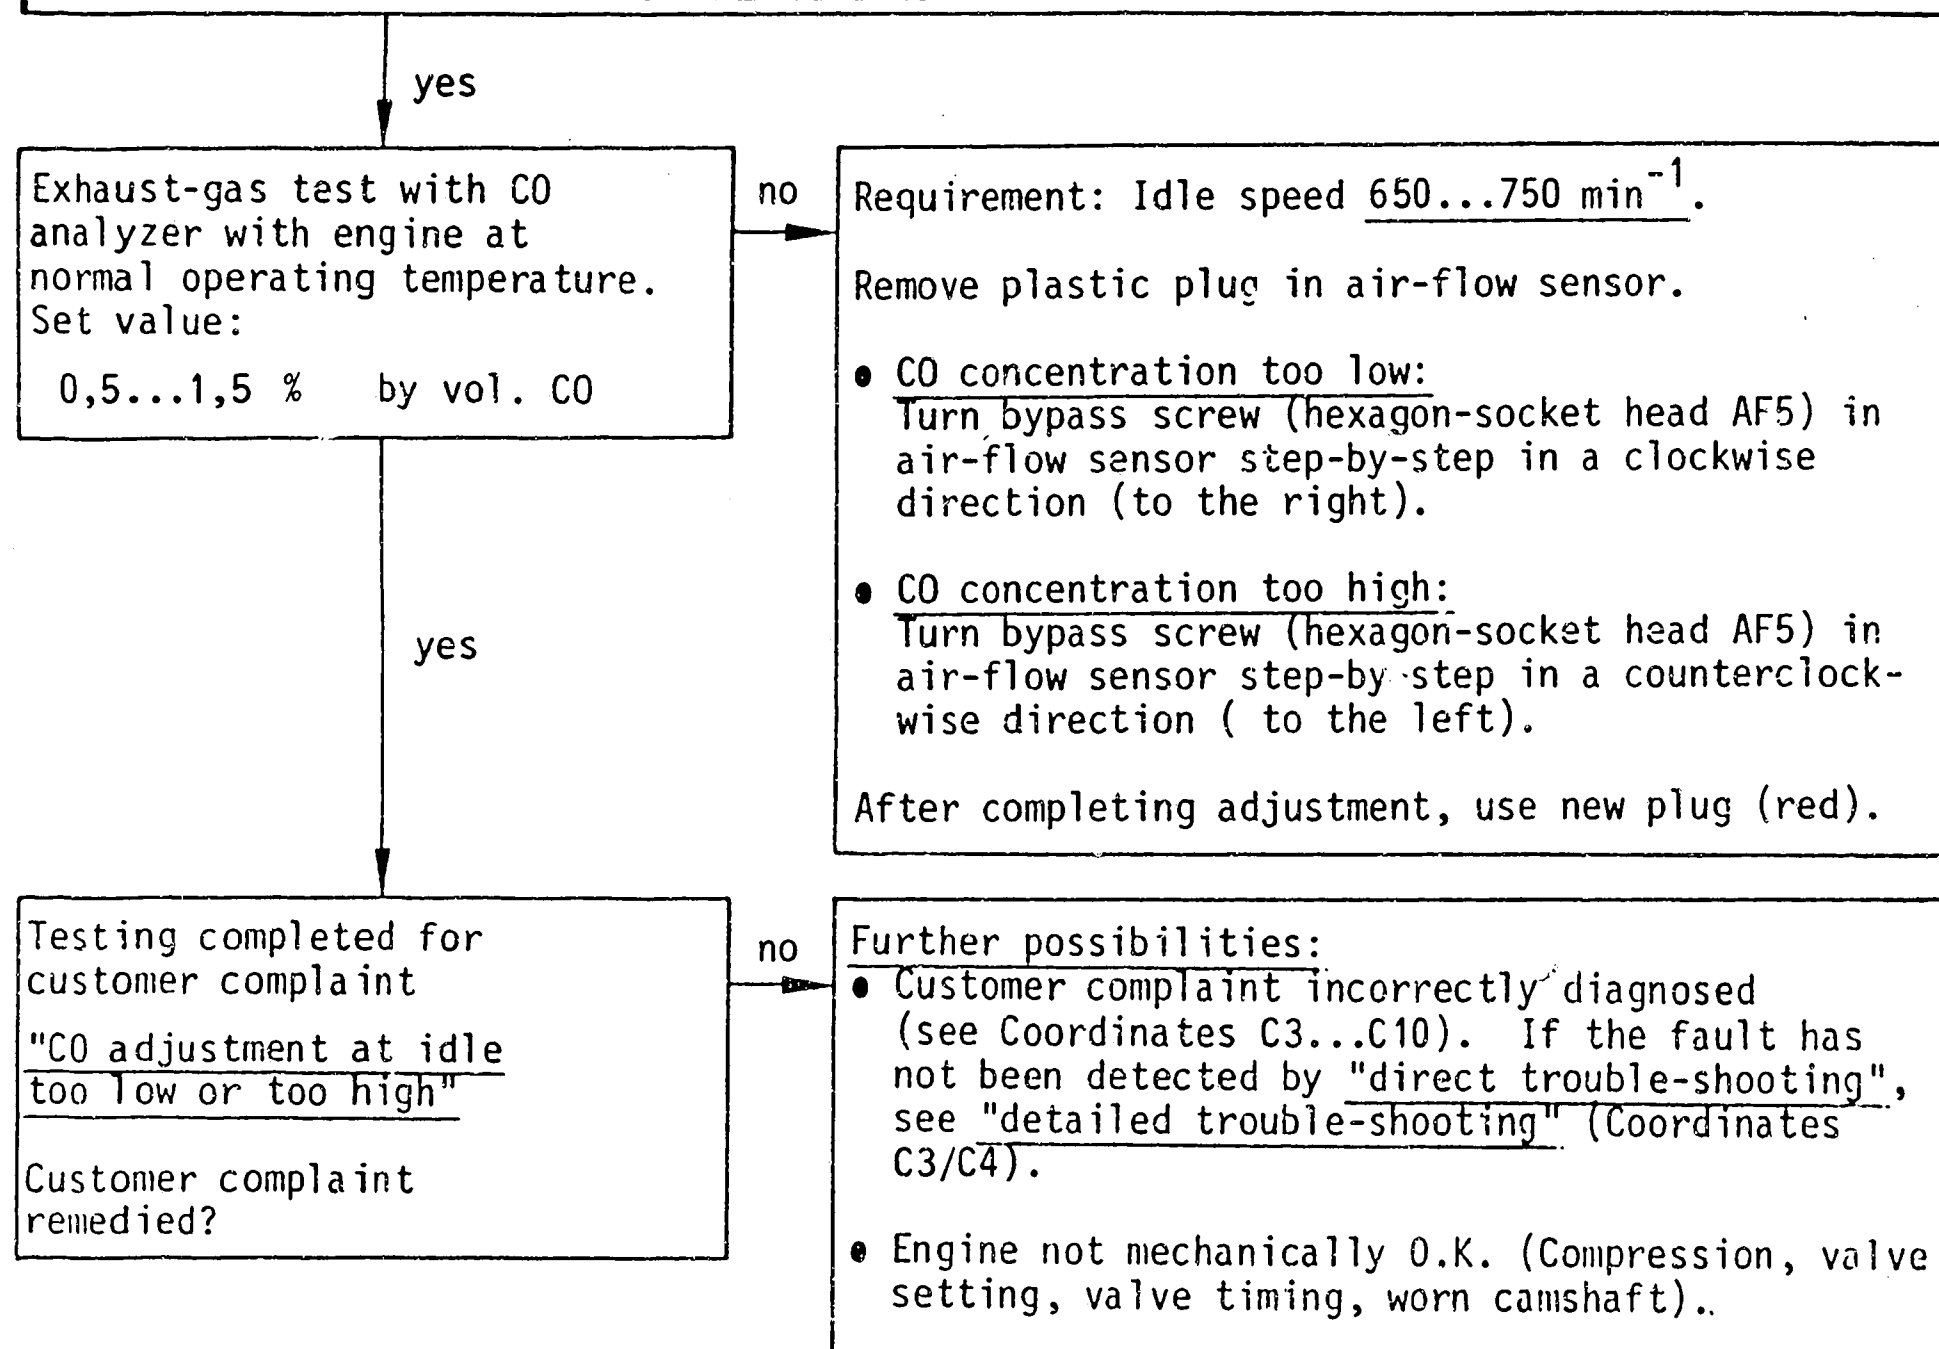 yes
Exhaust-gas test with CO
analyzer with engine at
normal operating temperature.
Set value:
0,5...1,5 % by vol. CO
no
Requirement: Idle speed 650...750 min⁻¹.
Remove plastic plug in air-flow sensor.
● CO concentration too low:
Turn bypass screw (hexagon-socket head AF5) in
air-flow sensor step-by-step in a clockwise
direction (to the right).
● CO concentration too high:
Turn bypass screw (hexagon-socket head AF5) in
air-flow sensor step-by-step in a counterclock-
wise direction ( to the left).
After completing adjustment, use new plug (red).
yes
Testing completed for
customer complaint
"CO adjustment at idle
too low or too high"
Customer complaint
remedied?
no
Further possibilities:
● Customer complaint incorrectly diagnosed
(see Coordinates C3...C10). If the fault has
not been detected by "direct trouble-shooting",
see "detailed trouble-shooting" (Coordinates
C3/C4).
● Engine not mechanically O.K. (Compression, valve
setting, valve timing, worn camshaft).